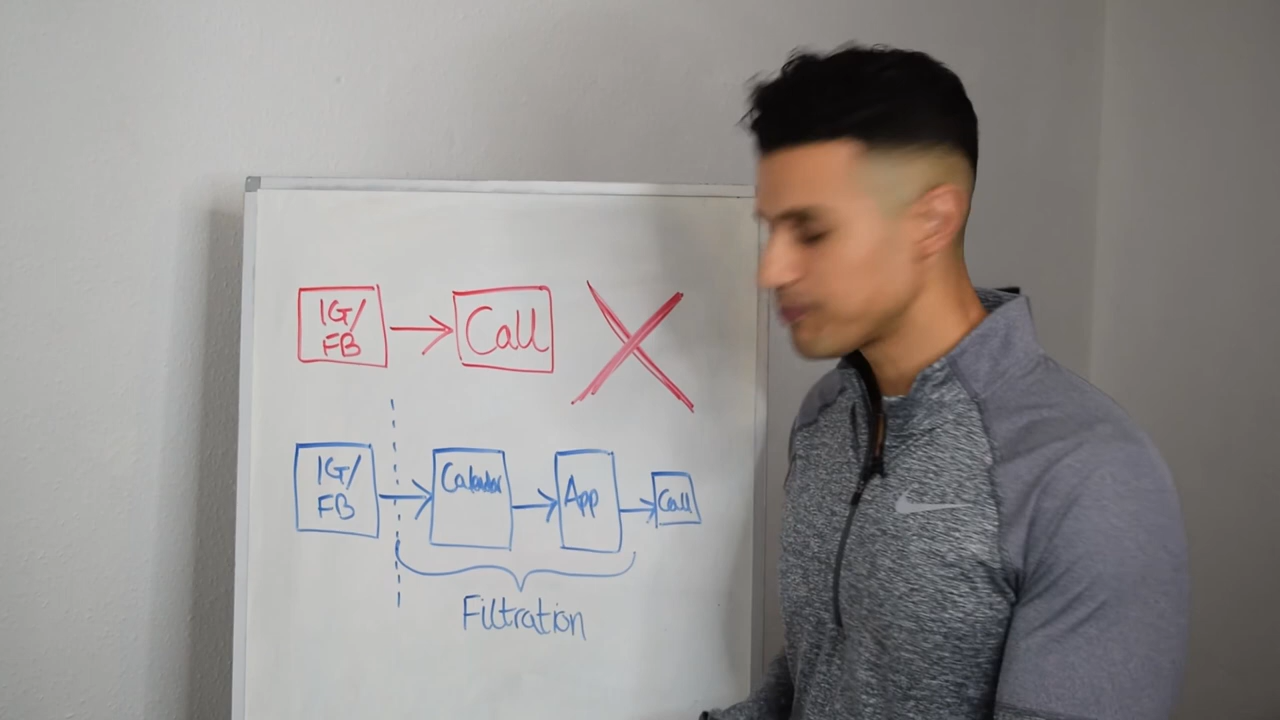 IG/
FB
Call
IG/
FB
Calendar
App
Call
Filtration